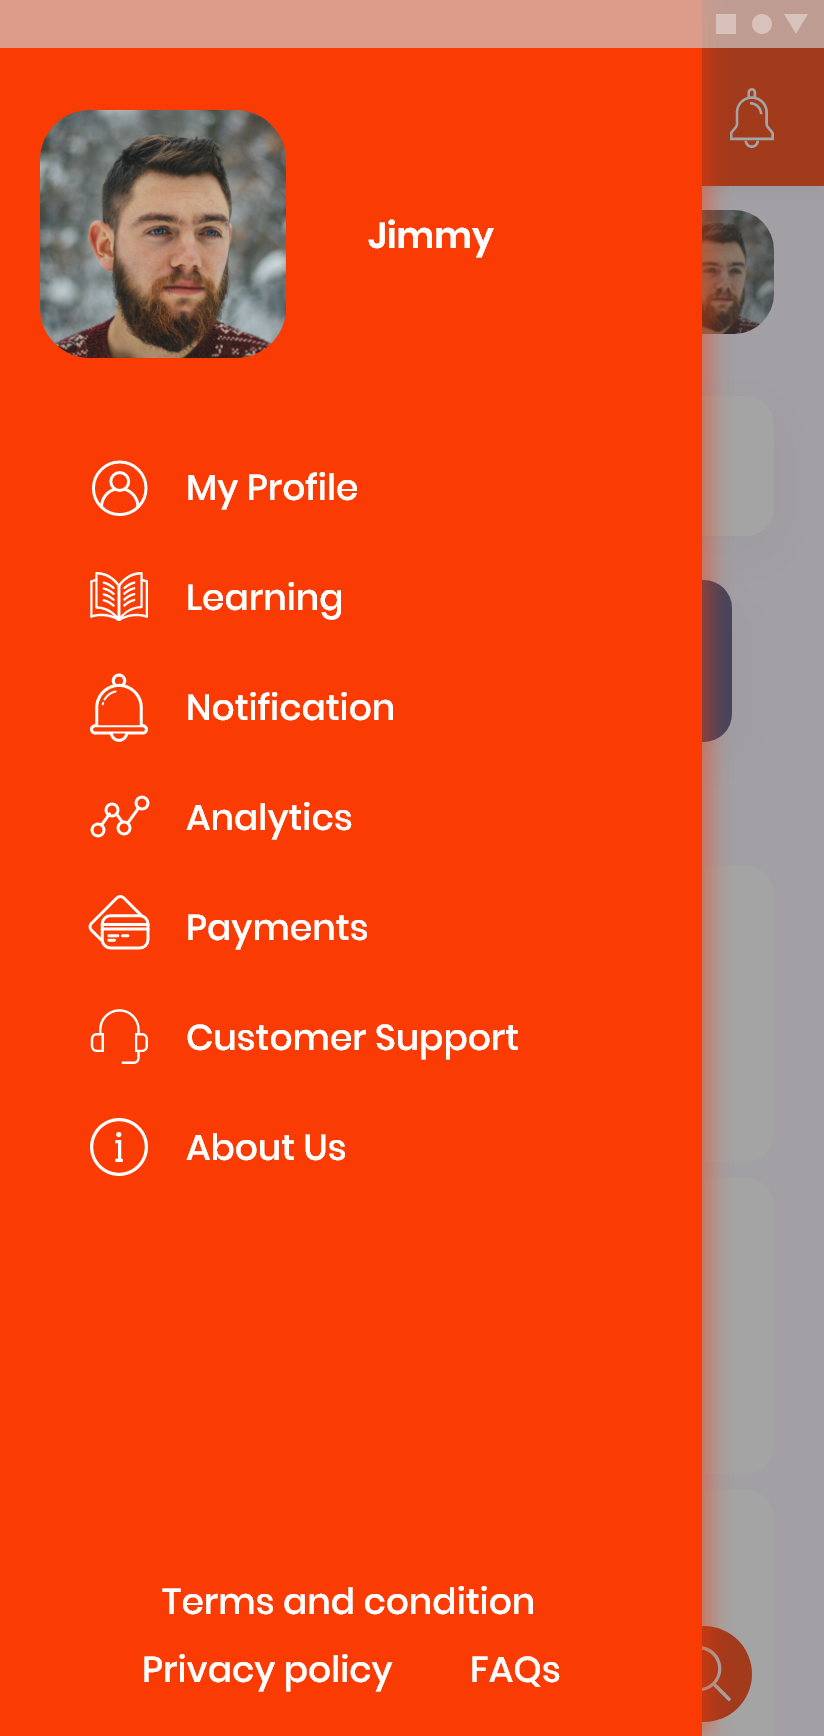 Jimmy
My Profile
Learning
Notification
Analytics
Payments
Customer Support
About Us
Terms and condition
Privacy policy FAQs